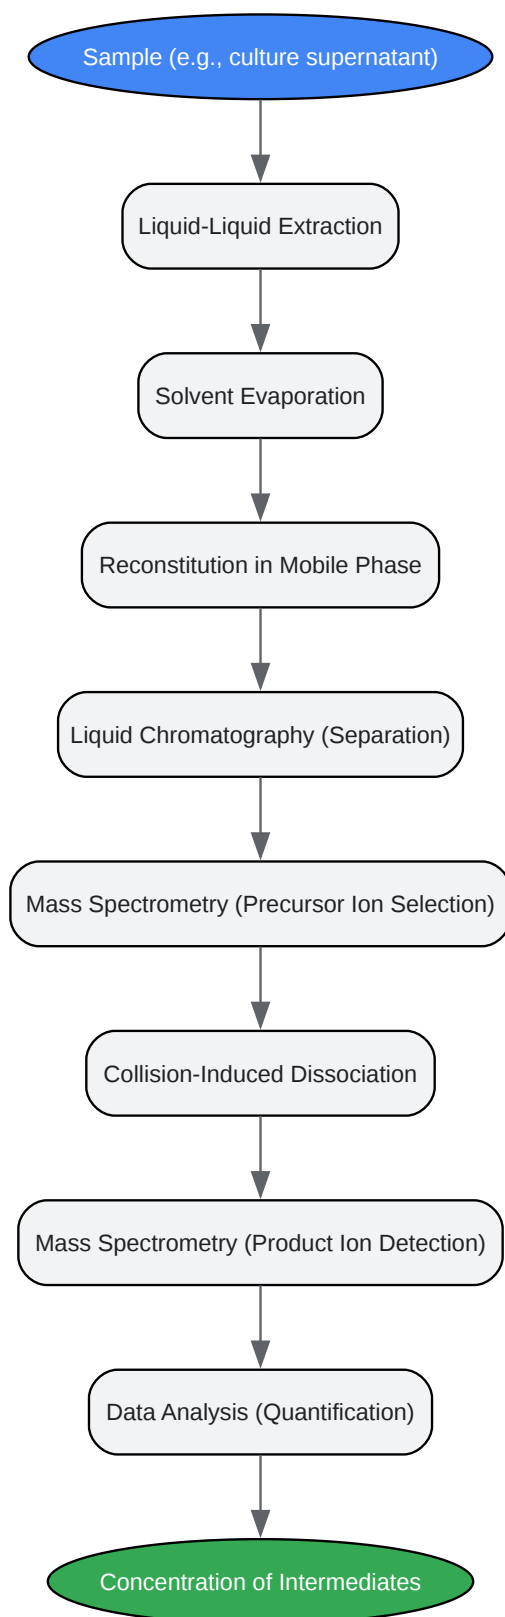 Sample (e.g., culture supernatant)
Liquid-Liquid Extraction
Solvent Evaporation
Reconstitution in Mobile Phase
Liquid Chromatography (Separation)
Mass Spectrometry (Precursor Ion Selection)
Collision-Induced Dissociation
Mass Spectrometry (Product Ion Detection)
Data Analysis (Quantification)
Concentration of Intermediates